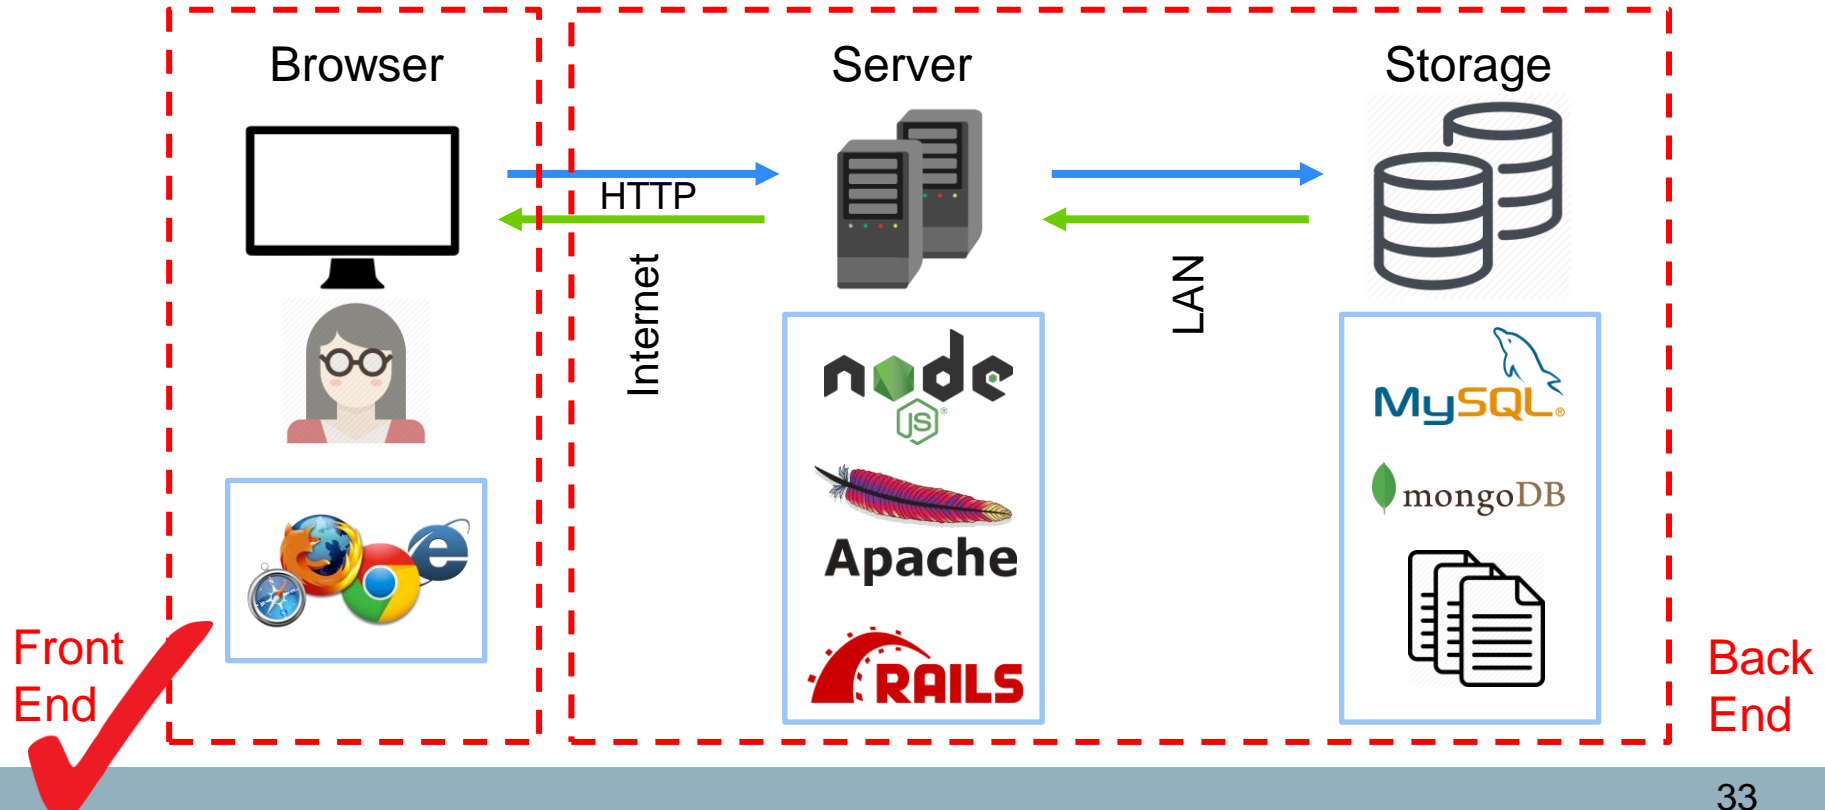 Browser
Server
Storage
HTTP
Internet
LAN
node
JS
®
MySQL®
mongoDB
Apache
RAILS
Front
End
Back
End
33